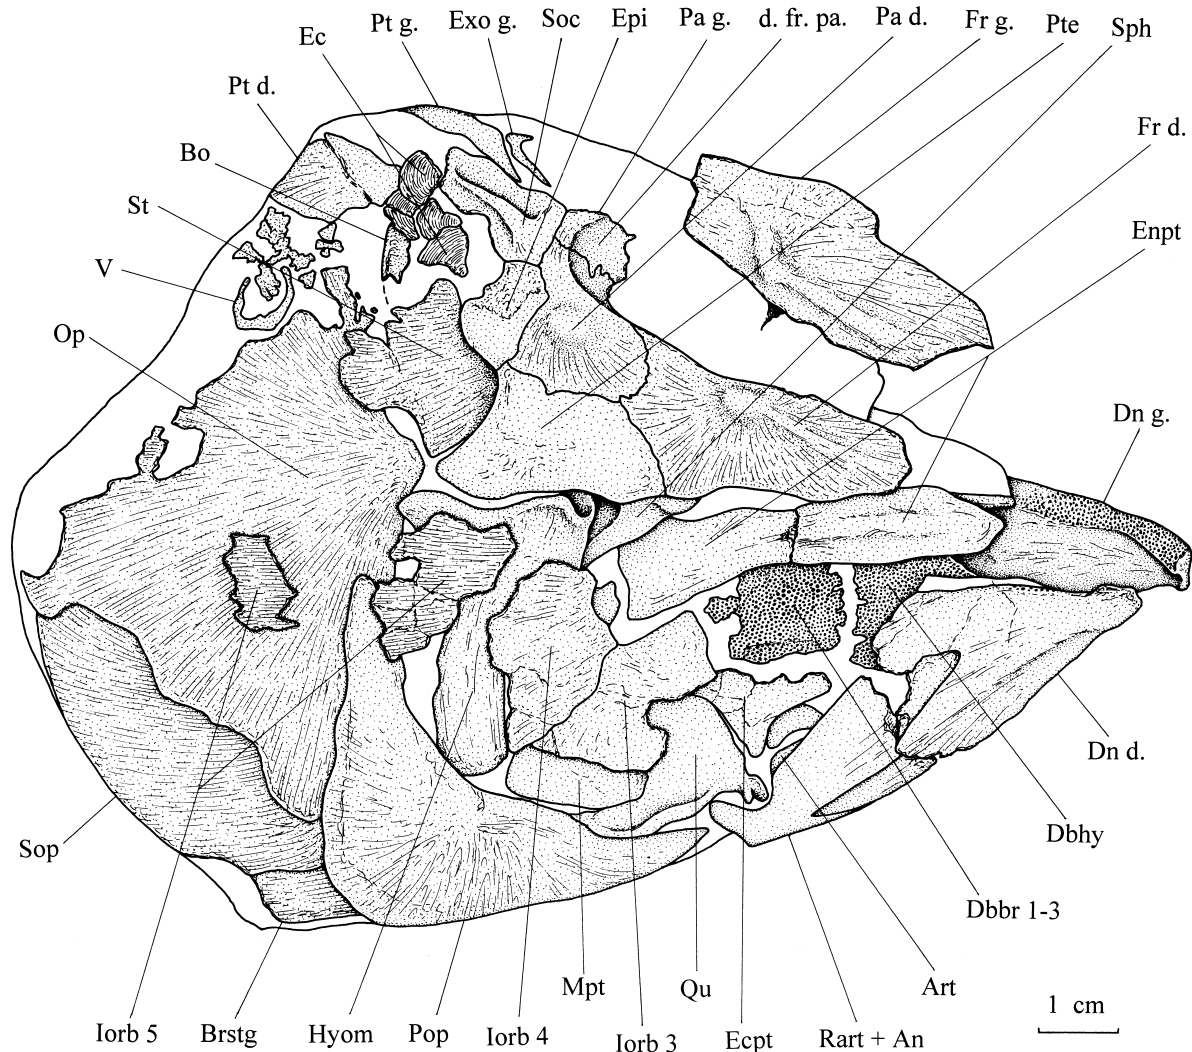 Ec
Pt g.
Exo g.
Soc
Epi
Pa g.
d. fr. pa.
Pa d.
Fr g.
Pte
Sph
Pt d.
Fr d.
Bo
St
Enpt
V
Op
Dn g.
Dn d.
Sop
Dbhy
Dbbr 1-3
Mpt
Qu
Art
1 cm
Iorb 5
Brstg
Hyom
Pop
Iorb 4
Iorb 3
Ecpt
Rart + An